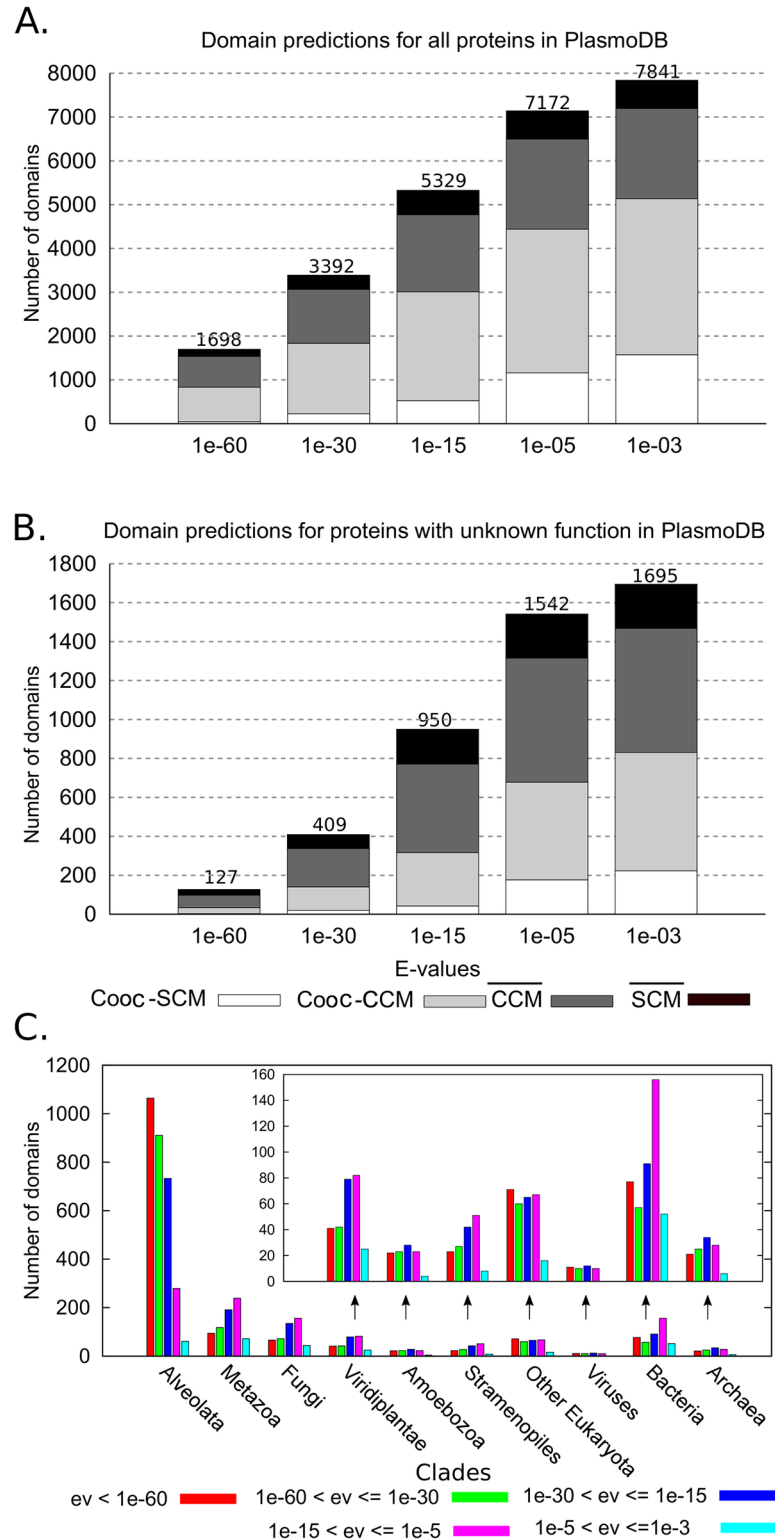 A.
Domain predictions for all proteins in PlasmoDB
Number of domains
8000
7000
6000
5000
4000
3000
2000
1000
0
1698
3392
5329
7172
7841
1e-60 1e-30 1e-15 1e-05 1e-03
B.
Domain predictions for proteins with unknown function in PlasmoDB
Number of domains
1800
1600
1400
1200
1000
800
600
400
200
0
127
409
950
1542
1695
1e-60 1e-30 1e-15 1e-05 1e-03
E-values
Cooc-SCM Cooc-CCM CCM SCM
C.
Number of domains
1200
1000
800
600
400
200
0
160
140
120
100
80
60
40
20
0
Alveolata
Metazoa
Fungi
Viridiplantae
Amoebozoa
Stramenopiles
Other Eukaryota
Viruses
Bacteria
Archaea
Clades
ev < 1e-60 1e-60 < ev <= 1e-30 1e-30 < ev <= 1e-15
1e-15 < ev <= 1e-5 1e-5 < ev <=1e-3